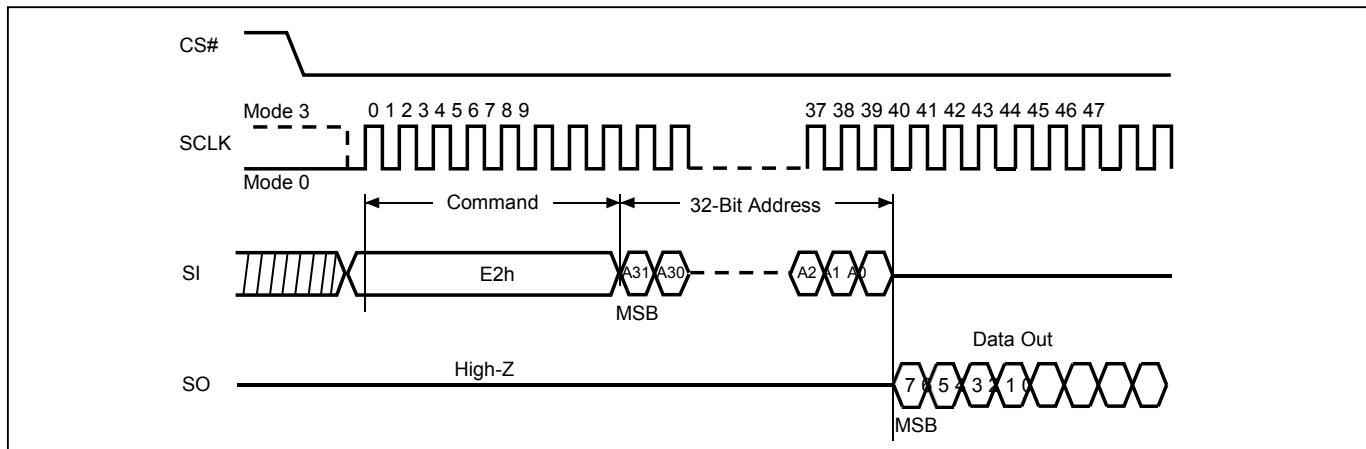 CS#
Mode 3
0 1 2 3 4 5 6 7 8 9
37 38 39 40 41 42 43 44 45 46 47
SCLK
Mode 0
Command
32-Bit Address
SI
E2h
A31
A30
A2
A1
A0
MSB
Data Out
High-Z
SO
7 6 5 4 3 2 1 0
MSB